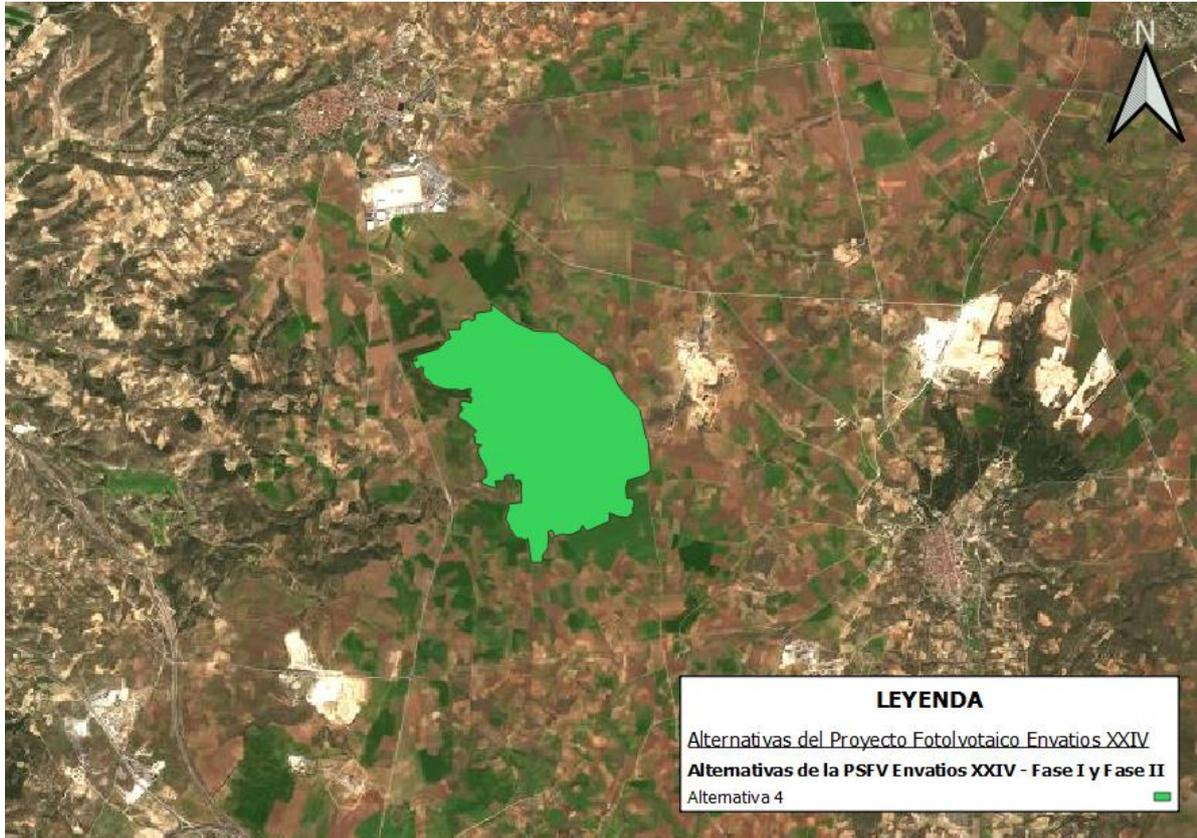 N
LEYENDA
Alternativas del Proyecto Fotolvotaico Envatios XXIV
Alternativas de la PSFV Envatios XXIV - Fase I y Fase II
Alternativa 4